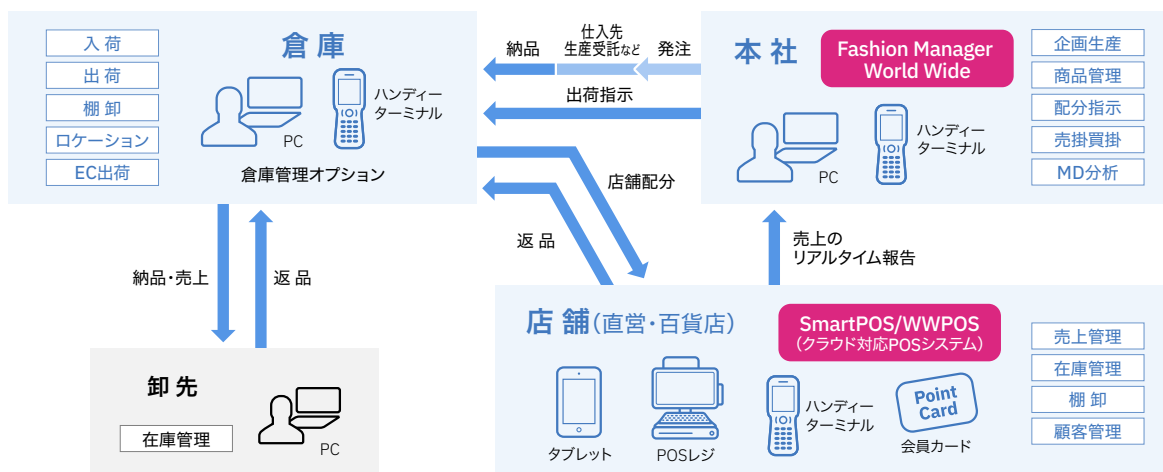 倉庫
入荷
出荷
棚卸
ロケーション
EC出荷
PC
ハンディー
ターミナル
倉庫管理オプション
納品
仕入先
生産受託など
発注
出荷指示
本社
Fashion Manager
World Wide
PC
ハンディー
ターミナル
企画生産
商品管理
配分指示
売掛買掛
MD分析
店舗配分
返品
納品・売上
返品
売上の
リアルタイム報告
卸先
在庫管理
PC
店舗(直営・百貨店)
SmartPOS/WWPOS
(クラウド対応POSシステム)
タブレット
POSレジ
ハンディー
ターミナル
Point
Card
会員カード
売上管理
在庫管理
棚卸
顧客管理